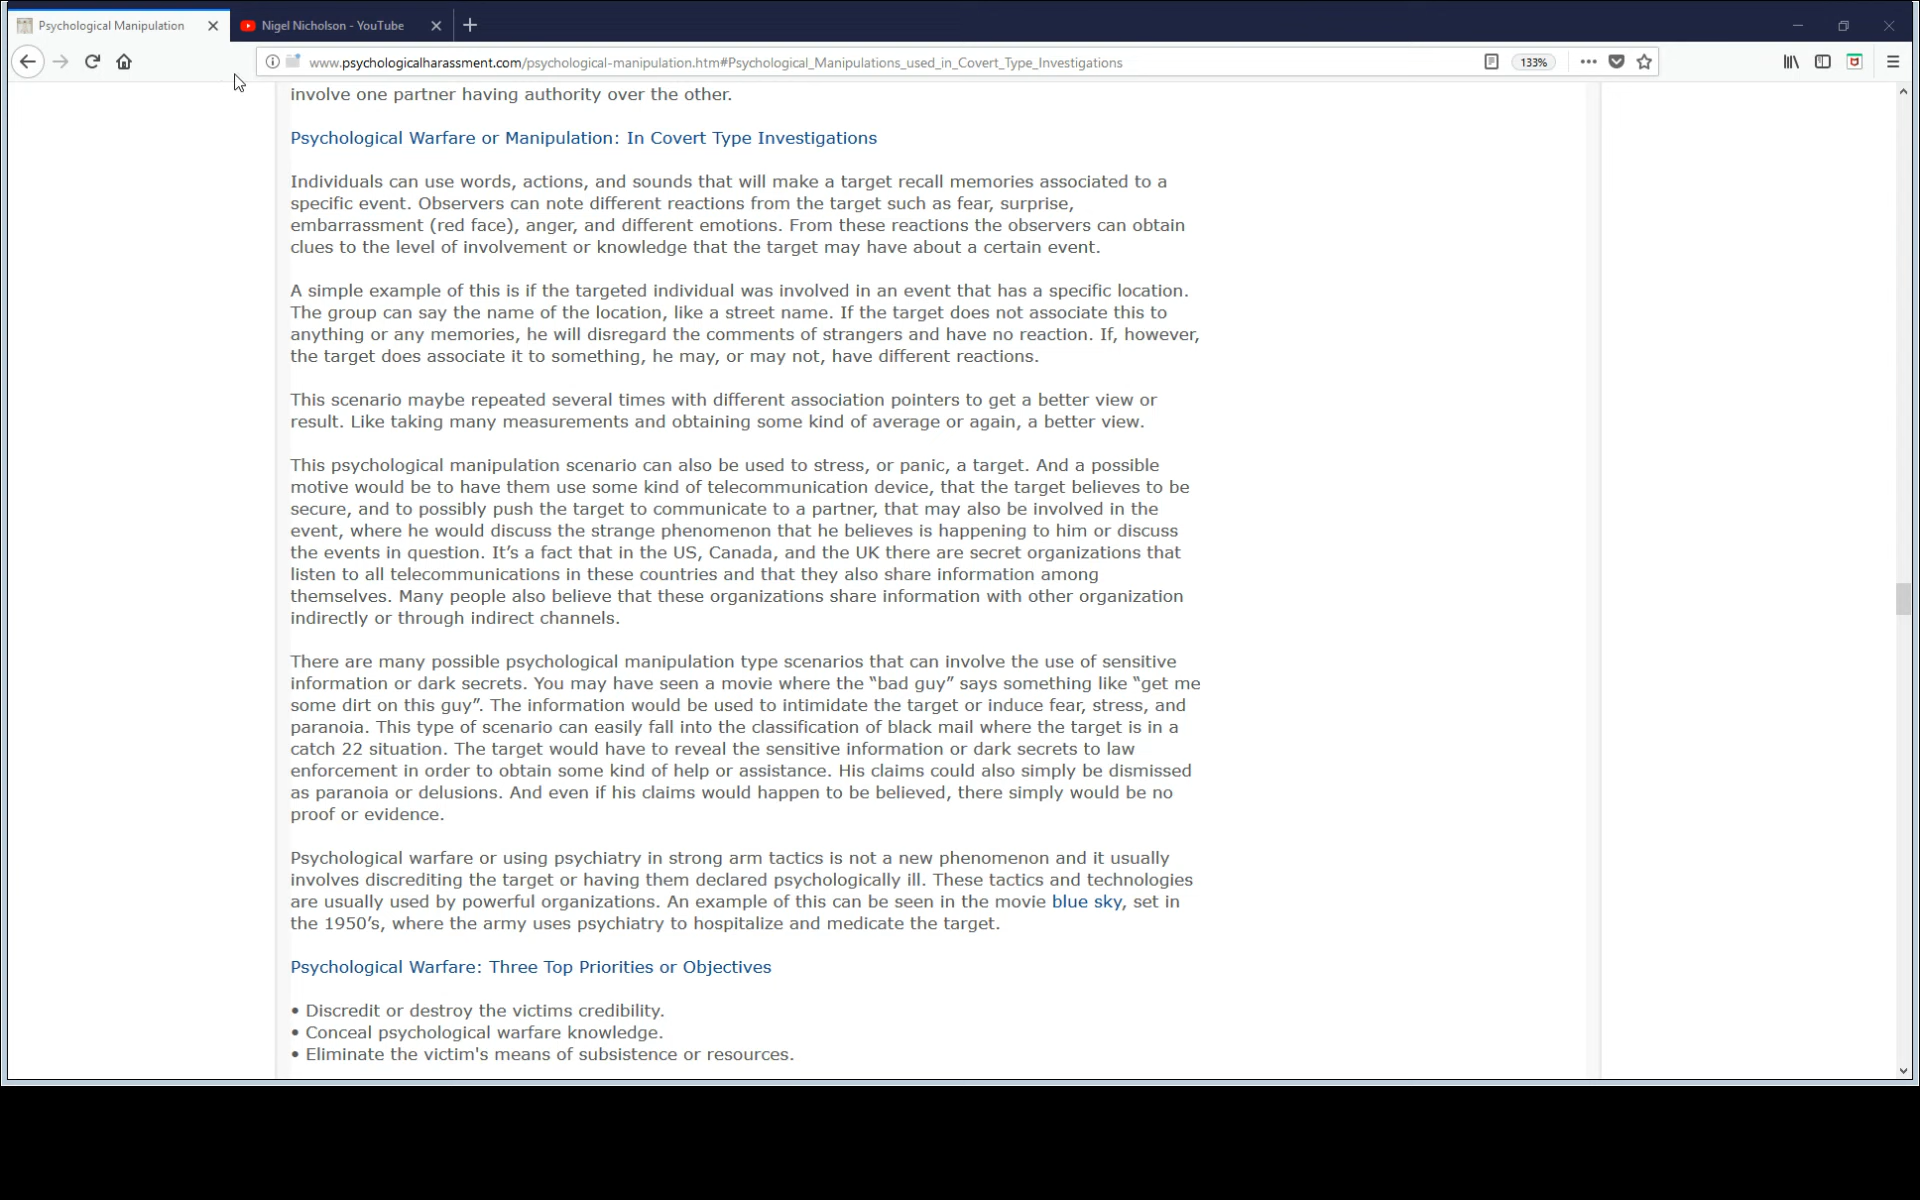 Psychological Manipulation
Nigel Nicholson - YouTube
www.psychologicalharassment.com/psychological-manipulation.htm#Psychological_Manipulations_used_in_Covert_Type_Investigations
133%
involve one partner having authority over the other.
Psychological Warfare or Manipulation: In Covert Type Investigations
Individuals can use words, actions, and sounds that will make a target recall memories associated to a
specific event. Observers can note different reactions from the target such as fear, surprise,
embarrassment (red face), anger, and different emotions. From these reactions the observers can obtain
clues to the level of involvement or knowledge that the target may have about a certain event.
A simple example of this is if the targeted individual was involved in an event that has a specific location.
The group can say the name of the location, like a street name. If the target does not associate this to
anything or any memories, he will disregard the comments of strangers and have no reaction. If, however,
the target does associate it to something, he may, or may not, have different reactions.
This scenario maybe repeated several times with different association pointers to get a better view or
result. Like taking many measurements and obtaining some kind of average or again, a better view.
This psychological manipulation scenario can also be used to stress, or panic, a target. And a possible
motive would be to have them use some kind of telecommunication device, that the target believes to be
secure, and to possibly push the target to communicate to a partner, that may also be involved in the
event, where he would discuss the strange phenomenon that he believes is happening to him or discuss
the events in question. It’s a fact that in the US, Canada, and the UK there are secret organizations that
listen to all telecommunications in these countries and that they also share information among
themselves. Many people also believe that these organizations share information with other organization
indirectly or through indirect channels.
There are many possible psychological manipulation type scenarios that can involve the use of sensitive
information or dark secrets. You may have seen a movie where the “bad guy” says something like “get me
some dirt on this guy”. The information would be used to intimidate the target or induce fear, stress, and
paranoia. This type of scenario can easily fall into the classification of black mail where the target is in a
catch 22 situation. The target would have to reveal the sensitive information or dark secrets to law
enforcement in order to obtain some kind of help or assistance. His claims could also simply be dismissed
as paranoia or delusions. And even if his claims would happen to be believed, there simply would be no
proof or evidence.
Psychological warfare or using psychiatry in strong arm tactics is not a new phenomenon and it usually
involves discrediting the target or having them declared psychologically ill. These tactics and technologies
are usually used by powerful organizations. An example of this can be seen in the movie blue sky, set in
the 1950’s, where the army uses psychiatry to hospitalize and medicate the target.
Psychological Warfare: Three Top Priorities or Objectives
• Discredit or destroy the victims credibility.
• Conceal psychological warfare knowledge.
• Eliminate the victim's means of subsistence or resources.